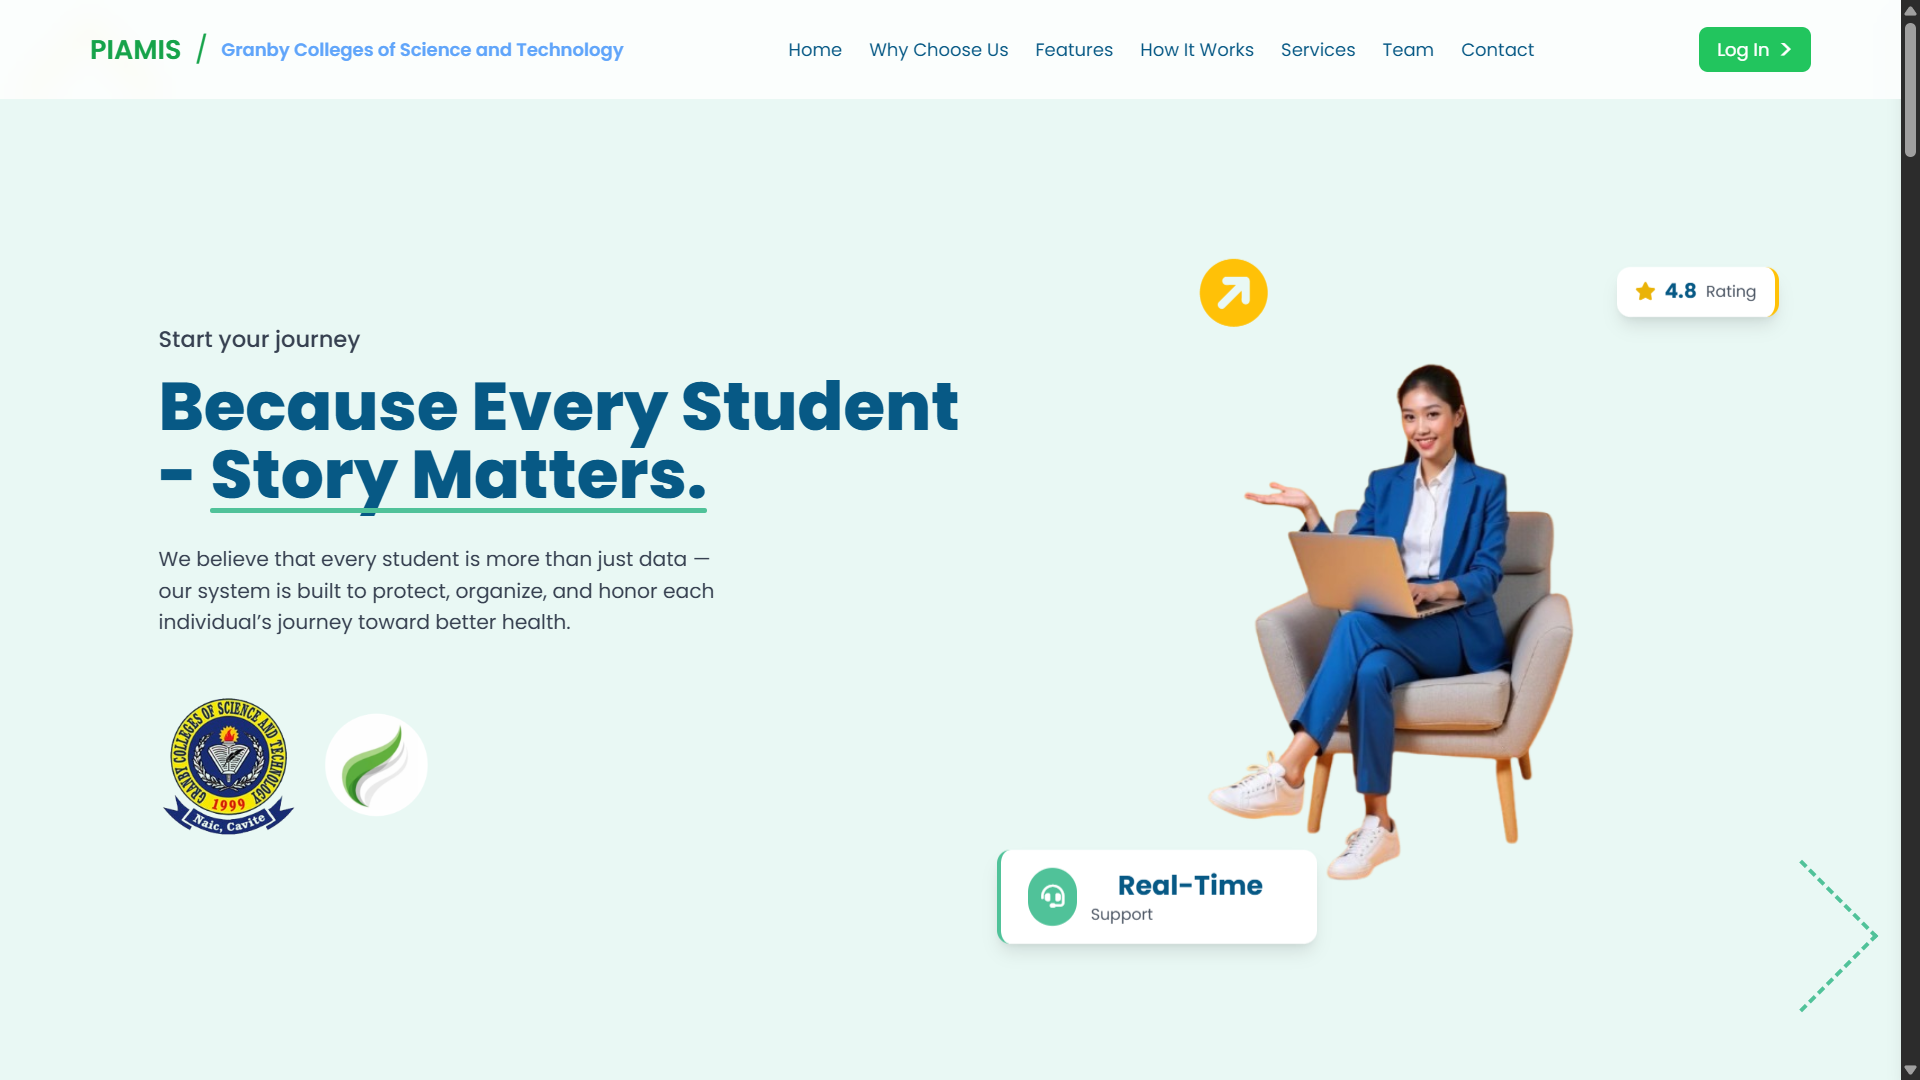 PIAMIS / Granby Colleges of Science and Technology
Home Why Choose Us Features How It Works Services Team Contact
Log In
4.8 Rating
Start your journey
Because Every Student
- Story Matters.
We believe that every student is more than just data —
our system is built to protect, organize, and honor each
individual’s journey toward better health.
GRANBY COLLEGES OF SCIENCE AND TECHNOLOGY
1999
Naic, Cavite
Real-Time
Support